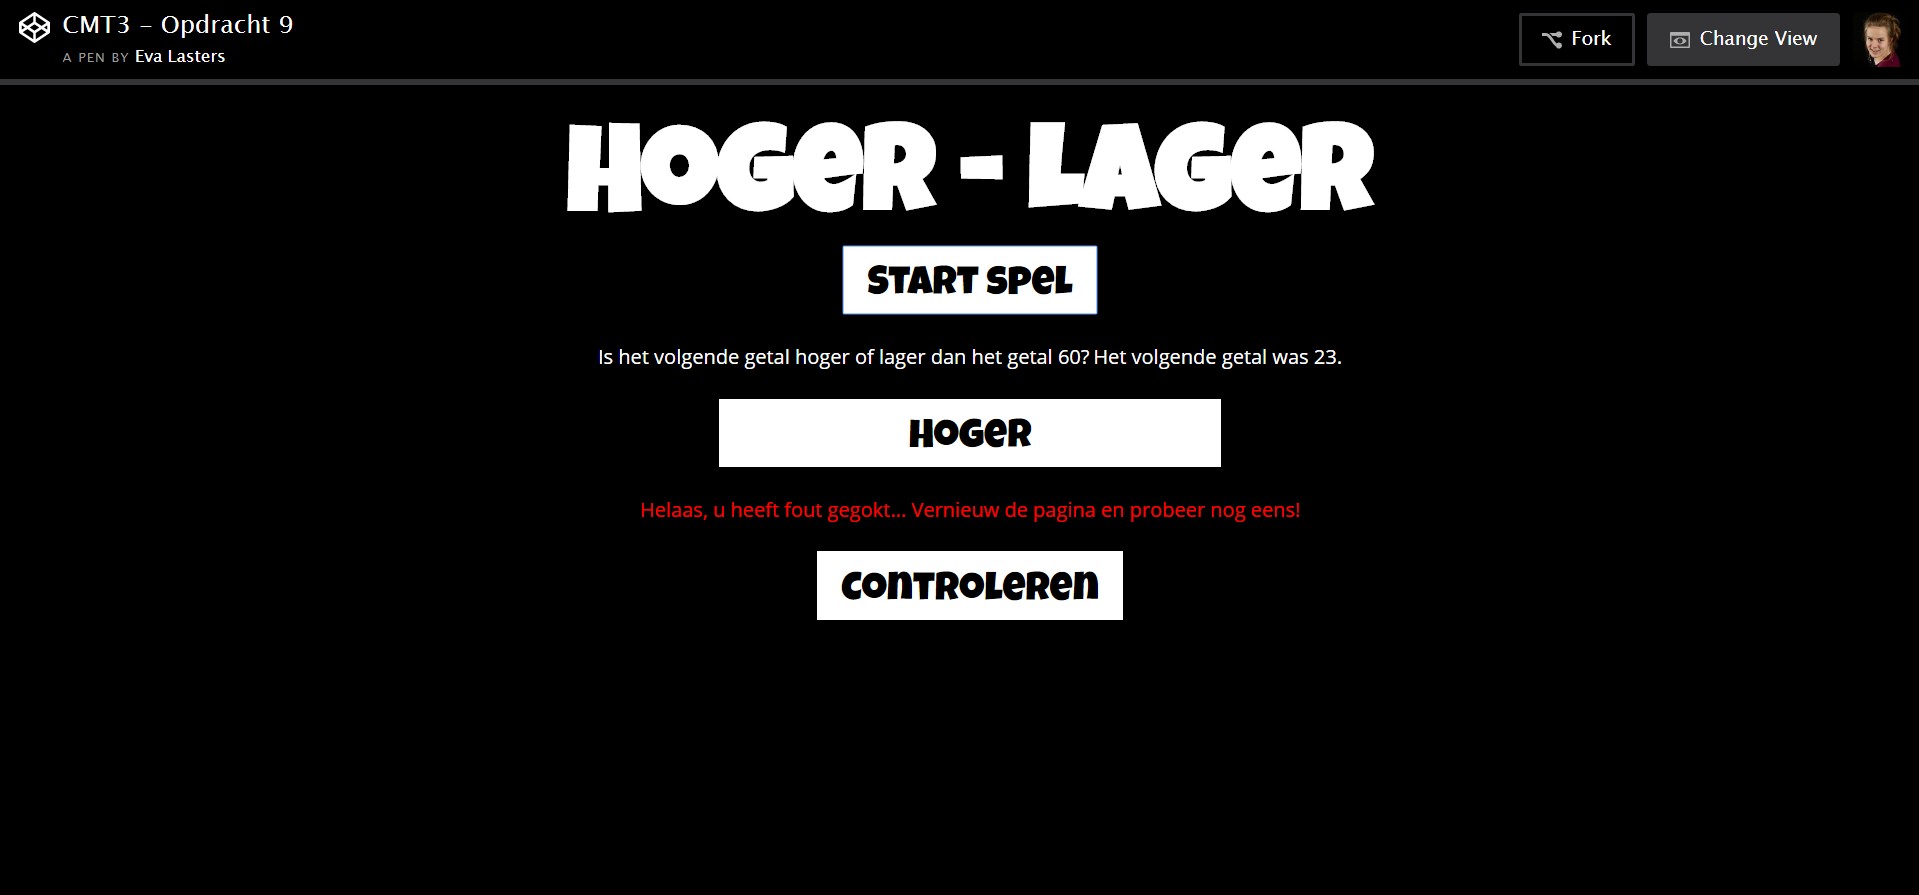 CMT3 - Opdracht 9
A PEN BY Eva Lasters
Fork
Change View
HOGER - LAGER
START SPEL
Is het volgende getal hoger of lager dan het getal 60? Het volgende getal was 23.
HOGER
Helaas, u heeft fout gegokt... Vernieuw de pagina en probeer nog eens!
CONTROLEREN